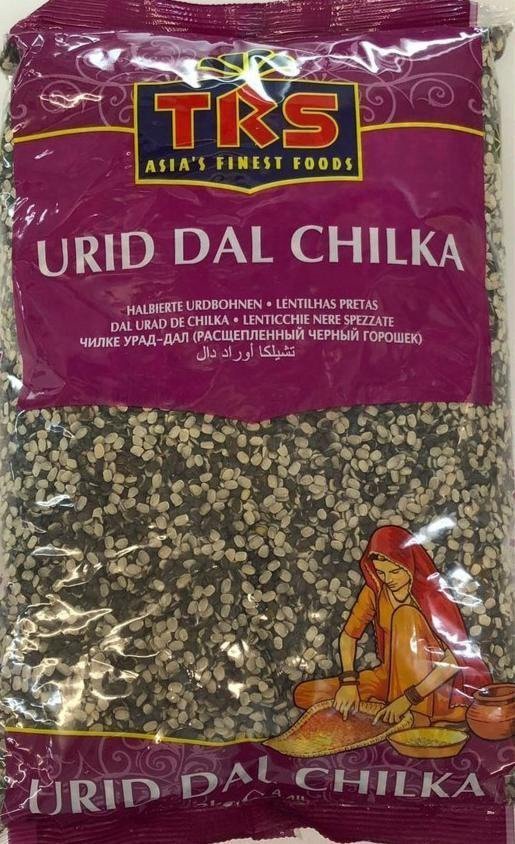 TRS
ASIA'S FINEST FOODS
URID DAL CHILKA
HALBIERTE URDBOHNEN • LENTILHAS PRETAS
DAL URAD DE CHILKA • LENTICCHIE NERE SPEZZATE
ЧИЛКЕ УРАД-ДАЛ (РАСЩЕПЛЕННЫЙ ЧЕРНЫЙ ГОРОШЕК)
تشيلكا أوراد دال
URID DAL CHILKA